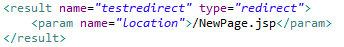 <result name="testredirect" type="redirect">
<param name="location">/NewPage.jsp</param>
</result>